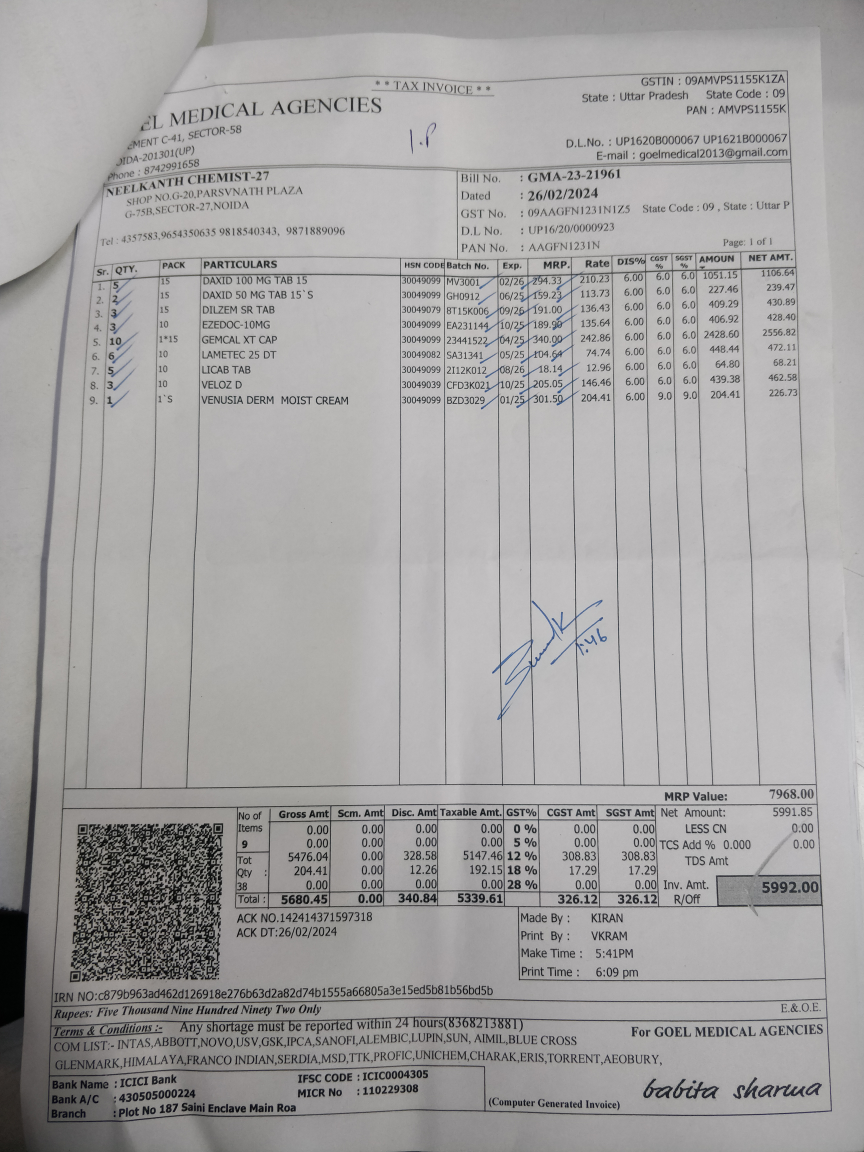 * * TAX INVOICE * *
GSTIN : 09AMVPS1155K1ZA
State : Uttar Pradesh State Code : 09
PAN : AMVPS1155K
EL MEDICAL AGENCIES
EMENT C-41, SECTOR-58
IDA-201301(UP)
Phone : 8742991658
I.P
D.L.No. : UP1620B000067 UP1621B000067
E-mail : goelmedical2013@gmail.com
NEELKANTH CHEMIST-27
SHOP NO.G-20,PARSVNATH PLAZA
G-75B,SECTOR-27,NOIDA
Tel : 4357583,9654350635 9818540343, 9871889096
Bill No. : GMA-23-21961
Dated : 26/02/2024
GST No. : 09AAGFN1231N1Z5 State Code : 09 , State : Uttar P
D.L. No. : UP16/20/0000923
PAN No. : AAGFN1231N Page: 1 of 1
Sr. QTY. PACK PARTICULARS HSN CODE Batch No. Exp. MRP. Rate DIS% CGST % SGST % AMOUN NET AMT.
1. 5 15 DAXID 100 MG TAB 15 30049099 MV3001 02/26 294.33 210.23 6.00 6.0 6.0 1051.15 1106.64
2. 2 15 DAXID 50 MG TAB 15`S 30049099 GH0912 06/25 159.23 113.73 6.00 6.0 6.0 227.46 239.47
3. 3 15 DILZEM SR TAB 30049079 8T15K006 09/26 191.00 136.43 6.00 6.0 6.0 409.29 430.89
4. 3 10 EZEDOC-10MG 30049099 EA231144 10/25 189.90 135.64 6.00 6.0 6.0 406.92 428.40
5. 10 1*15 GEMCAL XT CAP 30049099 23441522 04/25 340.00 242.86 6.00 6.0 6.0 2428.60 2556.82
6. 6 10 LAMETEC 25 DT 30049082 SA31341 05/25 104.64 74.74 6.00 6.0 6.0 448.44 472.11
7. 5 10 LICAB TAB 30049099 2I12K012 08/26 18.14 12.96 6.00 6.0 6.0 64.80 68.21
8. 3 10 VELOZ D 30049039 CFD3K021 10/25 205.05 146.46 6.00 6.0 6.0 439.38 462.58
9. 1 1`S VENUSIA DERM MOIST CREAM 30049099 BZD3029 01/25 301.50 204.41 6.00 9.0 9.0 204.41 226.73
1:46
MRP Value: 7968.00
No of Items Gross Amt Scm. Amt Disc. Amt Taxable Amt. GST% CGST Amt SGST Amt Net Amount: 5991.85
0.00 0.00 0.00 0.00 0 % 0.00 0.00 LESS CN 0.00
9 0.00 0.00 0.00 0.00 5 % 0.00 0.00 TCS Add % 0.000 0.00
Tot 5476.04 0.00 328.58 5147.46 12 % 308.83 308.83 TDS Amt
Qty : 204.41 0.00 12.26 192.15 18 % 17.29 17.29
38 0.00 0.00 0.00 0.00 28 % 0.00 0.00 Inv. Amt. 5992.00
Total : 5680.45 0.00 340.84 5339.61 326.12 326.12 R/Off
ACK NO.142414371597318
ACK DT:26/02/2024
Made By : KIRAN
Print By : VKRAM
Make Time : 5:41PM
Print Time : 6:09 pm
IRN NO:c879b963ad462d126918e276b63d2a82d74b1555a66805a3e15ed5b81b56bd5b
Rupees: Five Thousand Nine Hundred Ninety Two Only E.&.O.E.
Terms & Conditions :- Any shortage must be reported within 24 hours(8368213881)
COM LIST:- INTAS,ABBOTT,NOVO,USV,GSK,IPCA,SANOFI,ALEMBIC,LUPIN,SUN, AIMIL,BLUE CROSS
GLENMARK,HIMALAYA,FRANCO INDIAN,SERDIA,MSD,TTK,PROFIC,UNICHEM,CHARAK,ERIS,TORRENT,AEOBURY,
For GOEL MEDICAL AGENCIES
Bank Name : ICICI Bank IFSC CODE : ICIC0004305
Bank A/C : 430505000224 MICR No : 110229308
Branch : Plot No 187 Saini Enclave Main Roa
(Computer Generated Invoice)
babita sharma